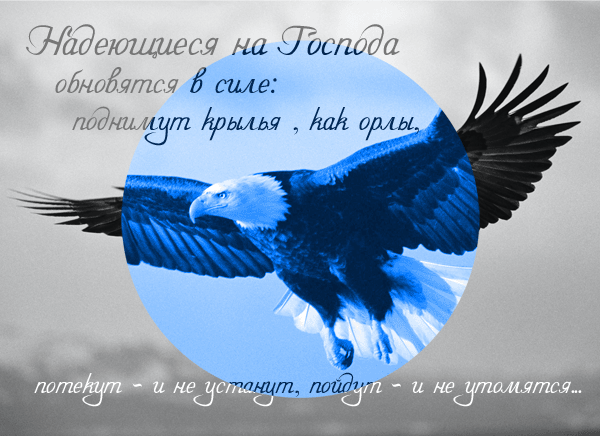 Надеющиеся на Господа
обновятся в силе:
поднимут крылья , как орлы,
потекут - и не устанут, пойдут - и не утомятся...